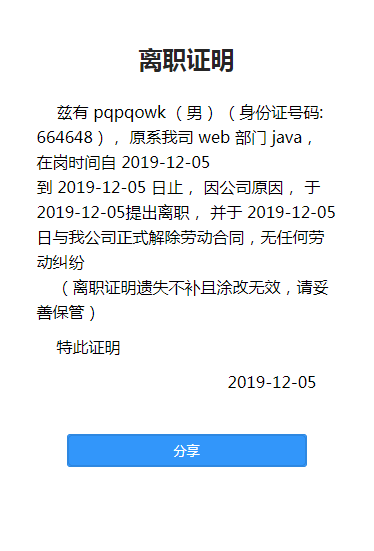 离职证明
兹有 pqpqowk （ 男 ） （ 身份证号码:
664648 ） ， 原系我司 web 部门 java ，
在岗时间自 2019-12-05
到 2019-12-05 日止， 因公司原因 ， 于
2019-12-05提出离职 ， 并于 2019-12-05
日与我公司正式解除劳动合同，无任何劳
动纠纷
（ 离职证明遗失不补且涂改无效，请妥
善保管 ）
特此证明
2019-12-05
分享